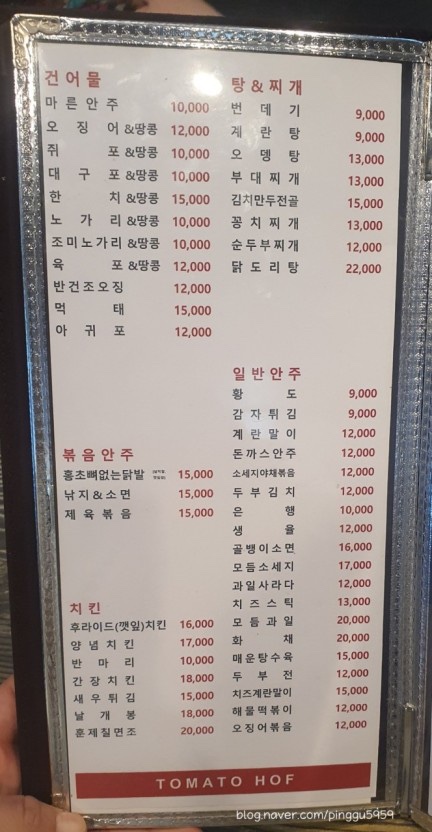 건어물
마른안주 10,000
오징어&땅콩 12,000
쥐포&땅콩 10,000
대구포&땅콩 10,000
한치&땅콩 15,000
노가리&땅콩 10,000
조미노가리&땅콩 10,000
육포&땅콩 12,000
반건조오징 12,000
먹태 15,000
아귀포 12,000
볶음안주
홍초뼈없는닭발 15,000
낚지&소면 15,000
제육볶음 15,000
치킨
후라이드(깻잎)치킨 16,000
양념치킨 17,000
반마리 10,000
간장치킨 18,000
새우튀김 15,000
날개봉 18,000
훈제칠면조 20,000
탕&찌개
번데기 9,000
계란탕 9,000
오뎅탕 13,000
부대찌개 13,000
김치만두전골 15,000
꽁치찌개 13,000
순두부찌개 12,000
닭도리탕 22,000
일반안주
황도 9,000
감자튀김 9,000
계란말이 12,000
돈까스안주 12,000
소세지야채볶음 12,000
두부김치 12,000
은행 10,000
생율 12,000
골뱅이소면 16,000
모듬소세지 17,000
과일사라다 12,000
치즈스틱 13,000
모듬과일 20,000
화채 20,000
매운탕수육 15,000
두부전 12,000
치즈계란말이 15,000
해물떡볶이 12,000
오징어볶음 12,000
TOMATO HOF
blog.naver.com/pinggu5959